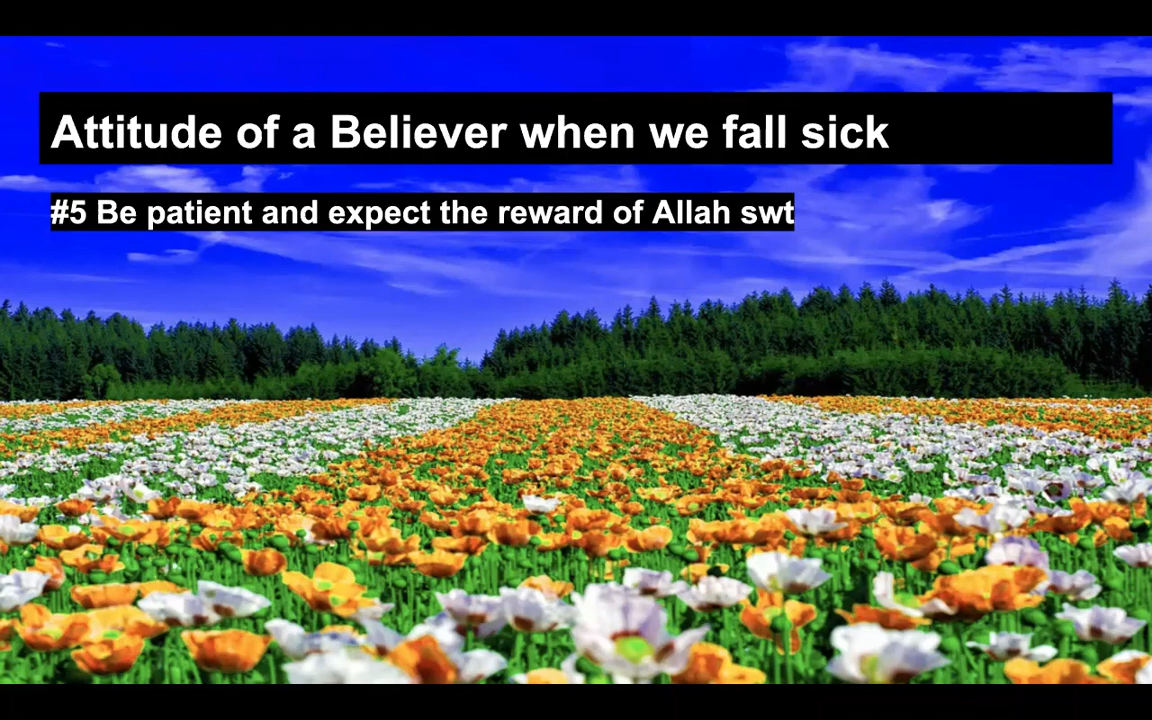 Attitude of a Believer when we fall sick
#5 Be patient and expect the reward of Allah swt